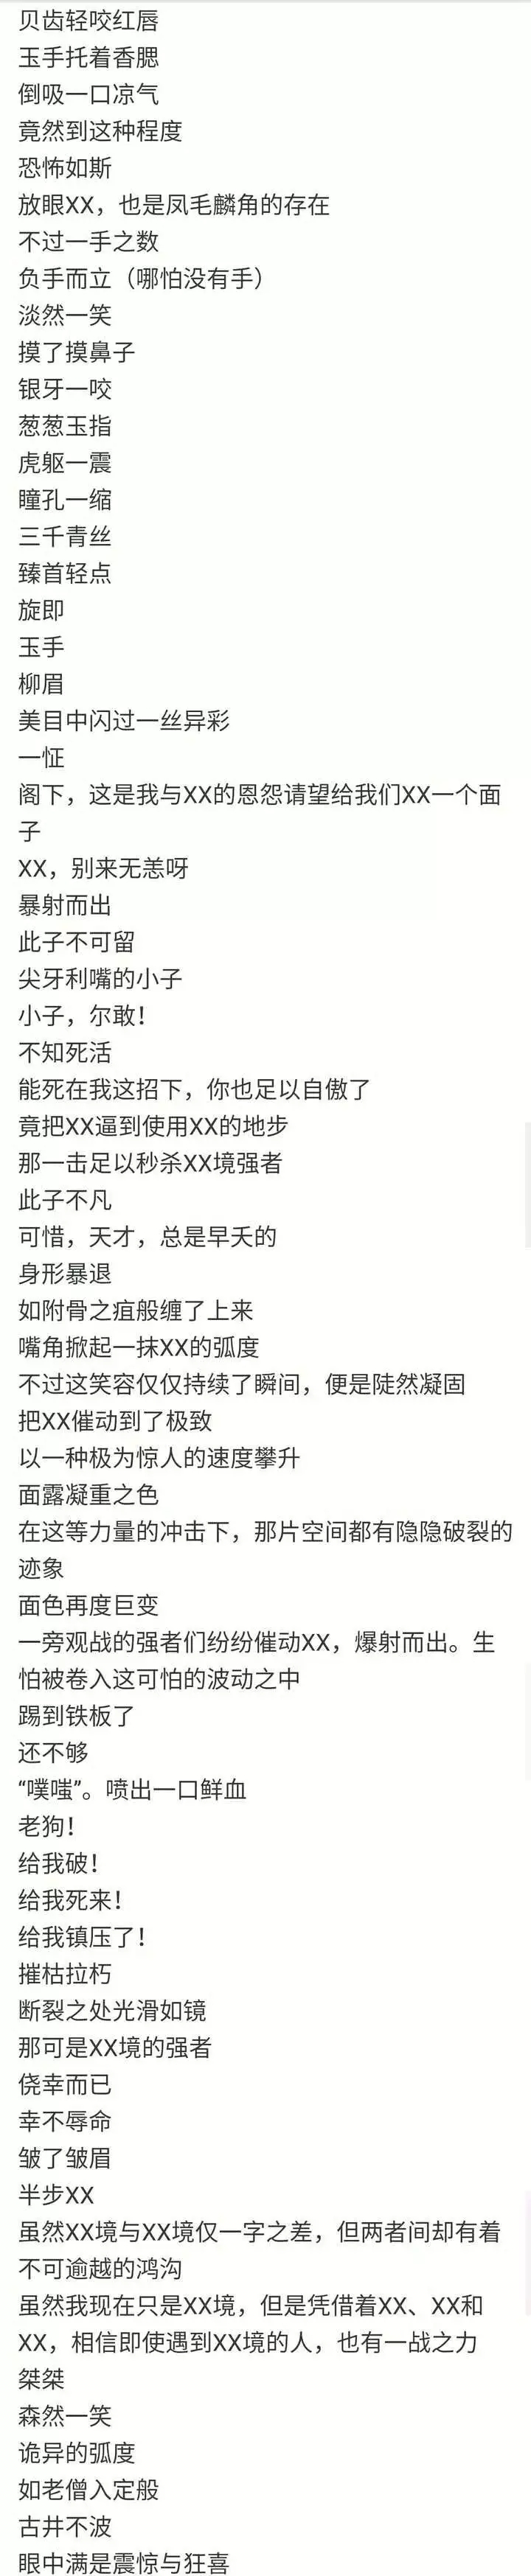 贝齿轻咬红唇
玉手托着香腮
倒吸一口凉气
竟然到这种程度
恐怖如斯
放眼XX，也是凤毛麟角的存在
不过一手之数
负手而立（哪怕没有手）
淡然一笑
摸了摸鼻子
银牙一咬
葱葱玉指
虎躯一震
瞳孔一缩
三千青丝
臻首轻点
旋即
玉手
柳眉
美目中闪过一丝异彩
一怔
阁下，这是我与XX的恩怨请望给我们XX一个面
子
XX，别来无恙呀
暴射而出
此子不可留
尖牙利嘴的小子
小子，尔敢！
不知死活
能死在我这招下，你也足以自傲了
竟把XX逼到使用XX的地步
那一击足以秒杀XX境强者
此子不凡
可惜，天才，总是早夭的
身形暴退
如附骨之疽般缠了上来
嘴角掀起一抹XX的弧度
不过这笑容仅仅持续了瞬间，便是陡然凝固
把XX催动到了极致
以一种极为惊人的速度攀升
面露凝重之色
在这等力量的冲击下，那片空间都有隐隐破裂的
迹象
面色再度巨变
一旁观战的强者们纷纷催动XX，爆射而出。生
怕被卷入这可怕的波动之中
踢到铁板了
还不够
“噗嗤”。喷出一口鲜血
老狗！
给我破！
给我死来！
给我镇压了！
摧枯拉朽
断裂之处光滑如镜
那可是XX境的强者
侥幸而已
幸不辱命
皱了皱眉
半步XX
虽然XX境与XX境仅一字之差，但两者间却有着
不可逾越的鸿沟
虽然我现在只是XX境，但是凭借着XX、XX和
XX，相信即使遇到XX境的人，也有一战之力
桀桀
森然一笑
诡异的弧度
如老僧入定般
古井不波
眼中满是震惊与狂喜